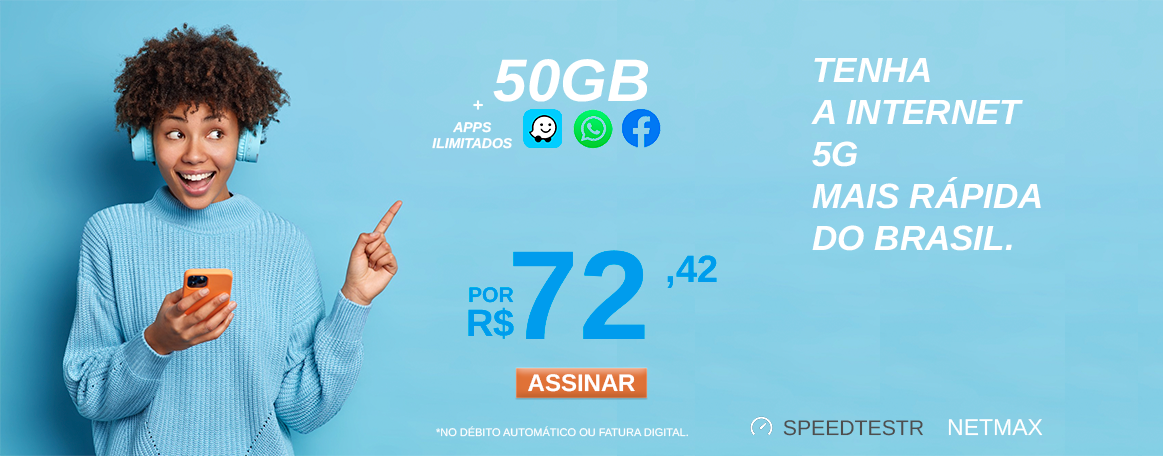 50GB
+
APPS
ILIMITADOS
TENHA
A INTERNET
5G
MAIS RÁPIDA
DO BRASIL.
POR
R$72,42
ASSINAR
*NO DÉBITO AUTOMÁTICO OU FATURA DIGITAL.
SPEEDTESTR NETMAX